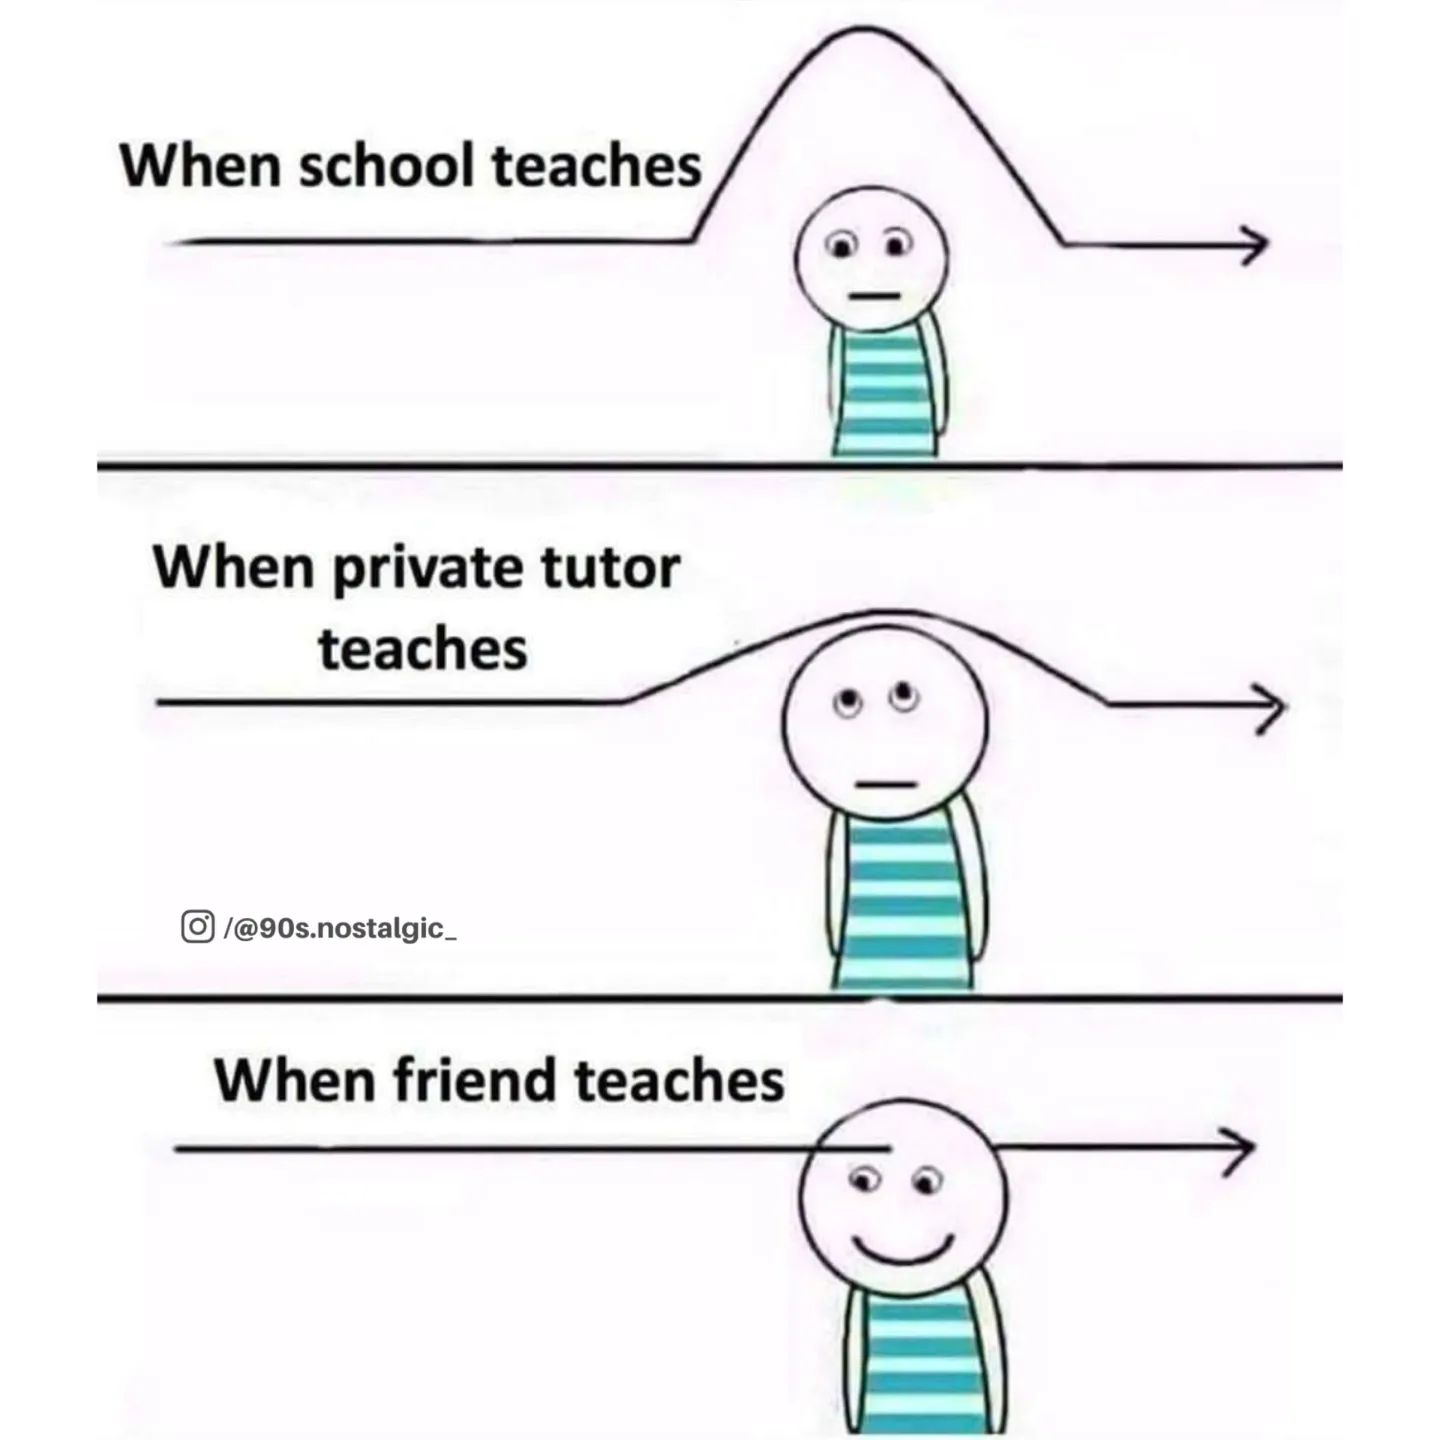 When school teaches
When private tutor
teaches
/@90s.nostalgic_
When friend teaches